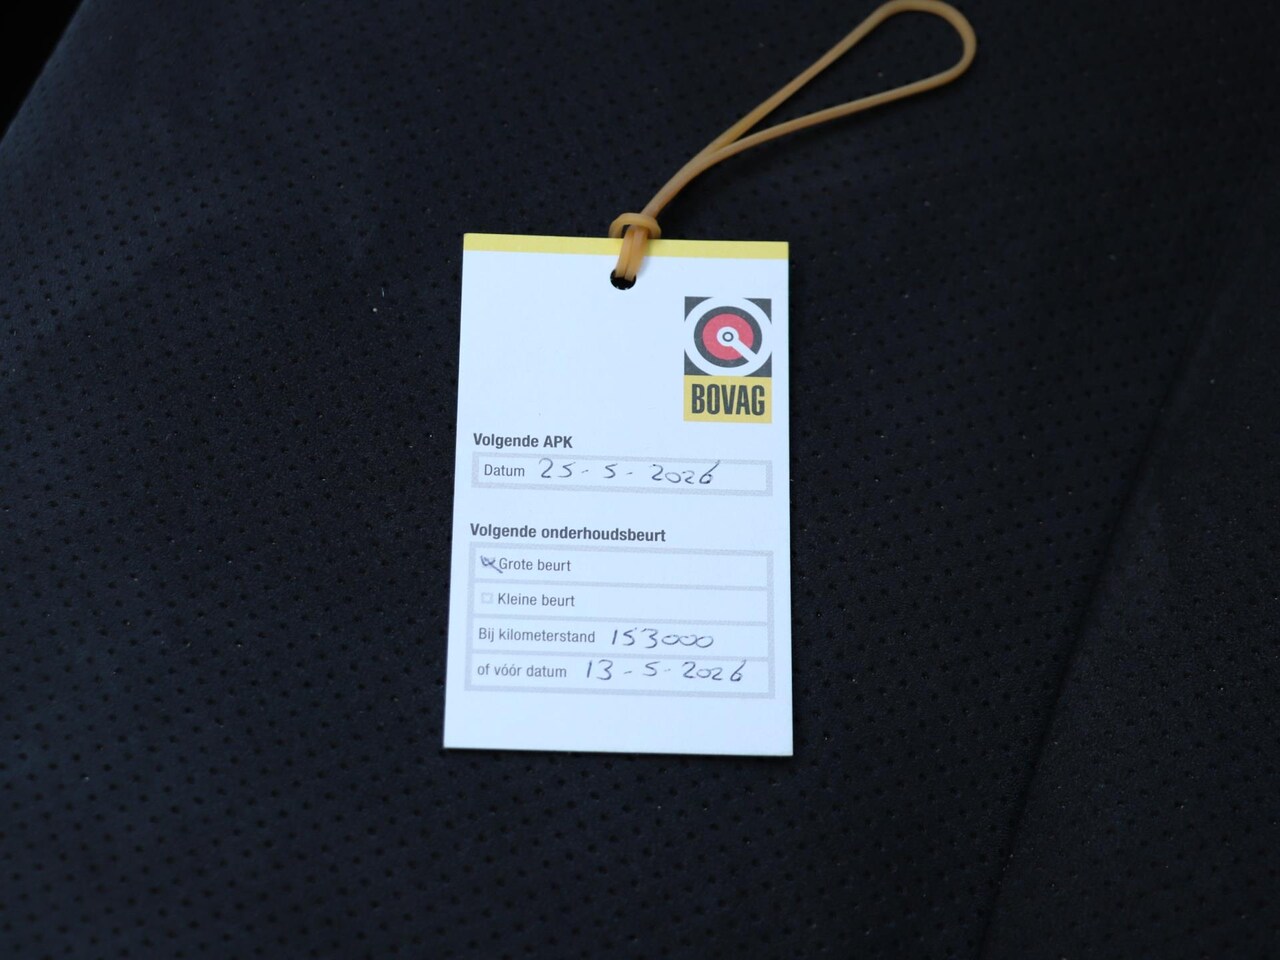 BOVAG
Volgende APK
Datum 25-5-2026
Volgende onderhoudsbeurt
Grote beurt
Kleine beurt
Bij kilometerstand 153000
of vóór datum 13-5-2026